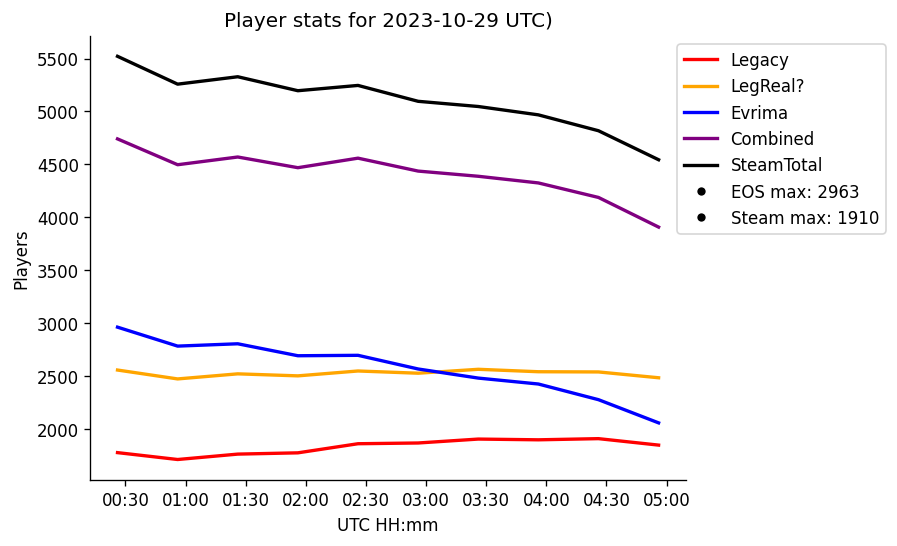 Player stats for 2023-10-29 UTC)
Legacy
LegReal?
Evrima
Combined
SteamTotal
EOS max: 2963
Steam max: 1910
Players
5500
5000
4500
4000
3500
3000
2500
2000
00:30 01:00 01:30 02:00 02:30 03:00 03:30 04:00 04:30 05:00
UTC HH:mm